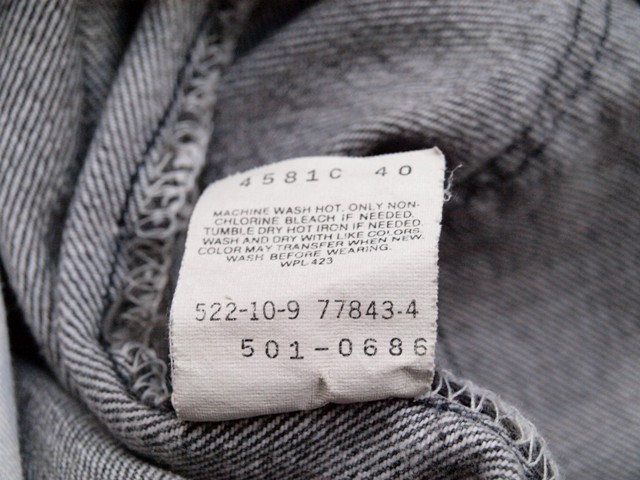 4581C 40
MACHINE WASH HOT, ONLY NON-
CHLORINE BLEACH IF NEEDED.
TUMBLE DRY HOT IRON IF NEEDED.
WASH AND DRY WITH LIKE COLORS.
COLOR MAY TRANSFER WHEN NEW.
WASH BEFORE WEARING.
WPL 423
522-10-9 77843-4
501-0686